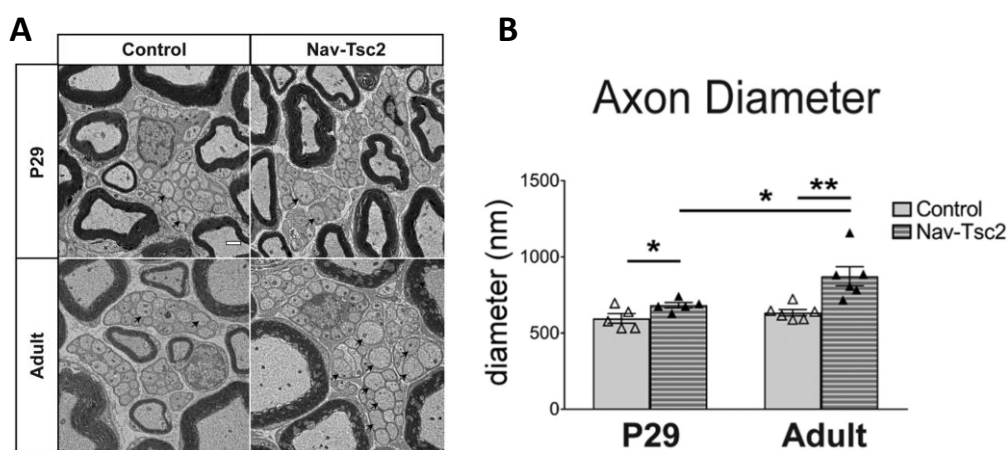 A
Control
Nav-Tsc2
P29
Adult
B
Axon Diameter
diameter (nm)
1500
1000
500
0
*
*
**
Control
Nav-Tsc2
P29
Adult